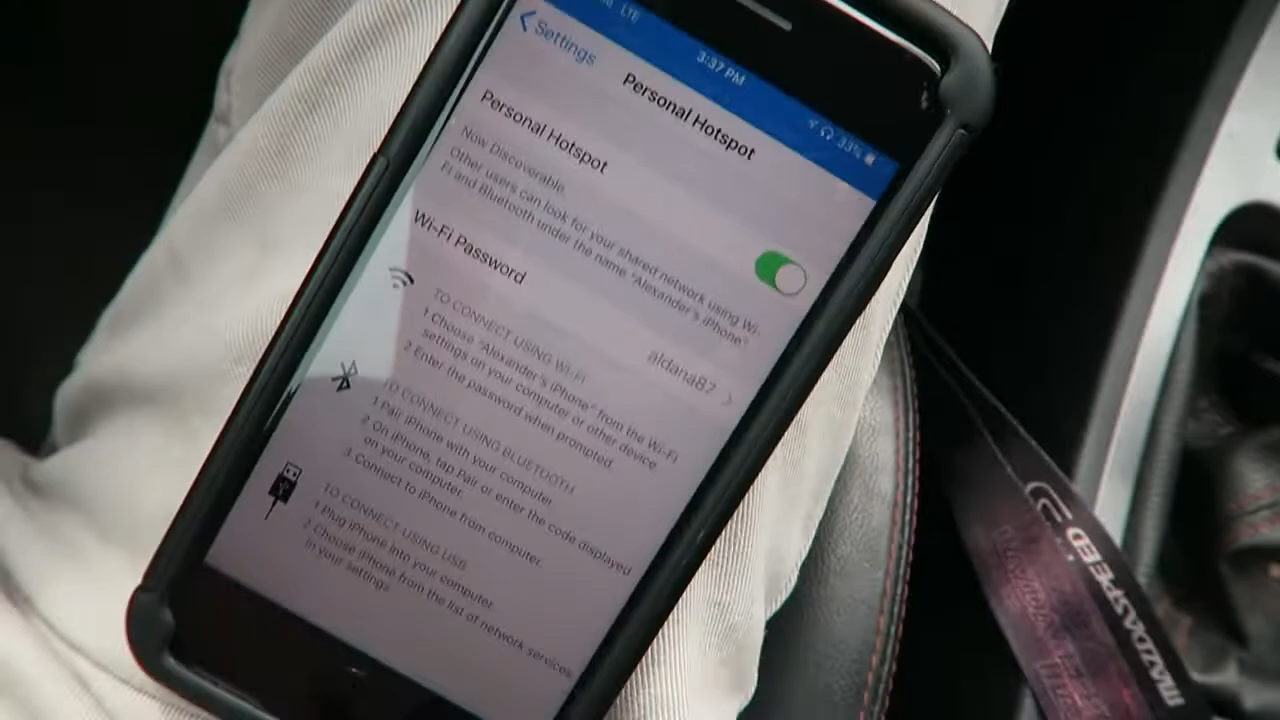 LTE 3:37 PM 33%
Settings
Personal Hotspot
Personal Hotspot
Now Discoverable.
Other users can look for your shared network using Wi-
Fi and Bluetooth under the name "Alexander's iPhone"
Wi-Fi Password aldana87
TO CONNECT USING WI-FI
1 Choose "Alexander's iPhone" from the Wi-Fi
settings on your computer or other device
2 Enter the password when prompted.
TO CONNECT USING BLUETOOTH
1 Pair iPhone with your computer
2 On iPhone, tap Pair or enter the code displayed
on your computer.
3 Connect to iPhone from computer.
TO CONNECT USING USB
1 Plug iPhone into your computer.
2 Choose iPhone from the list of network services
in your settings
MAZDASPEED